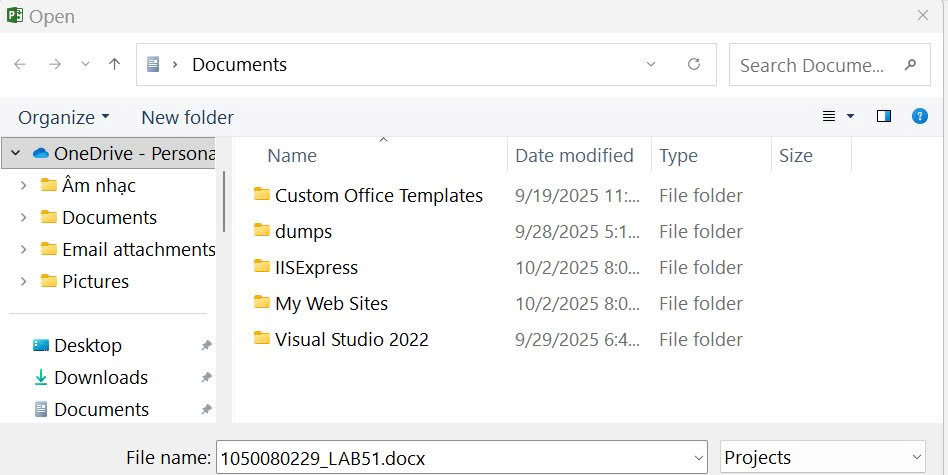 Open
Documents
Search Docume...
Organize
New folder
OneDrive - Persona
Âm nhạc
Documents
Email attachments
Pictures
Desktop
Downloads
Documents
Name Date modified Type Size
Custom Office Templates 9/19/2025 11:... File folder
dumps 9/28/2025 5:1... File folder
IISExpress 10/2/2025 8:0... File folder
My Web Sites 10/2/2025 8:0... File folder
Visual Studio 2022 9/29/2025 6:4... File folder
File name: 1050080229_LAB51.docx
Projects